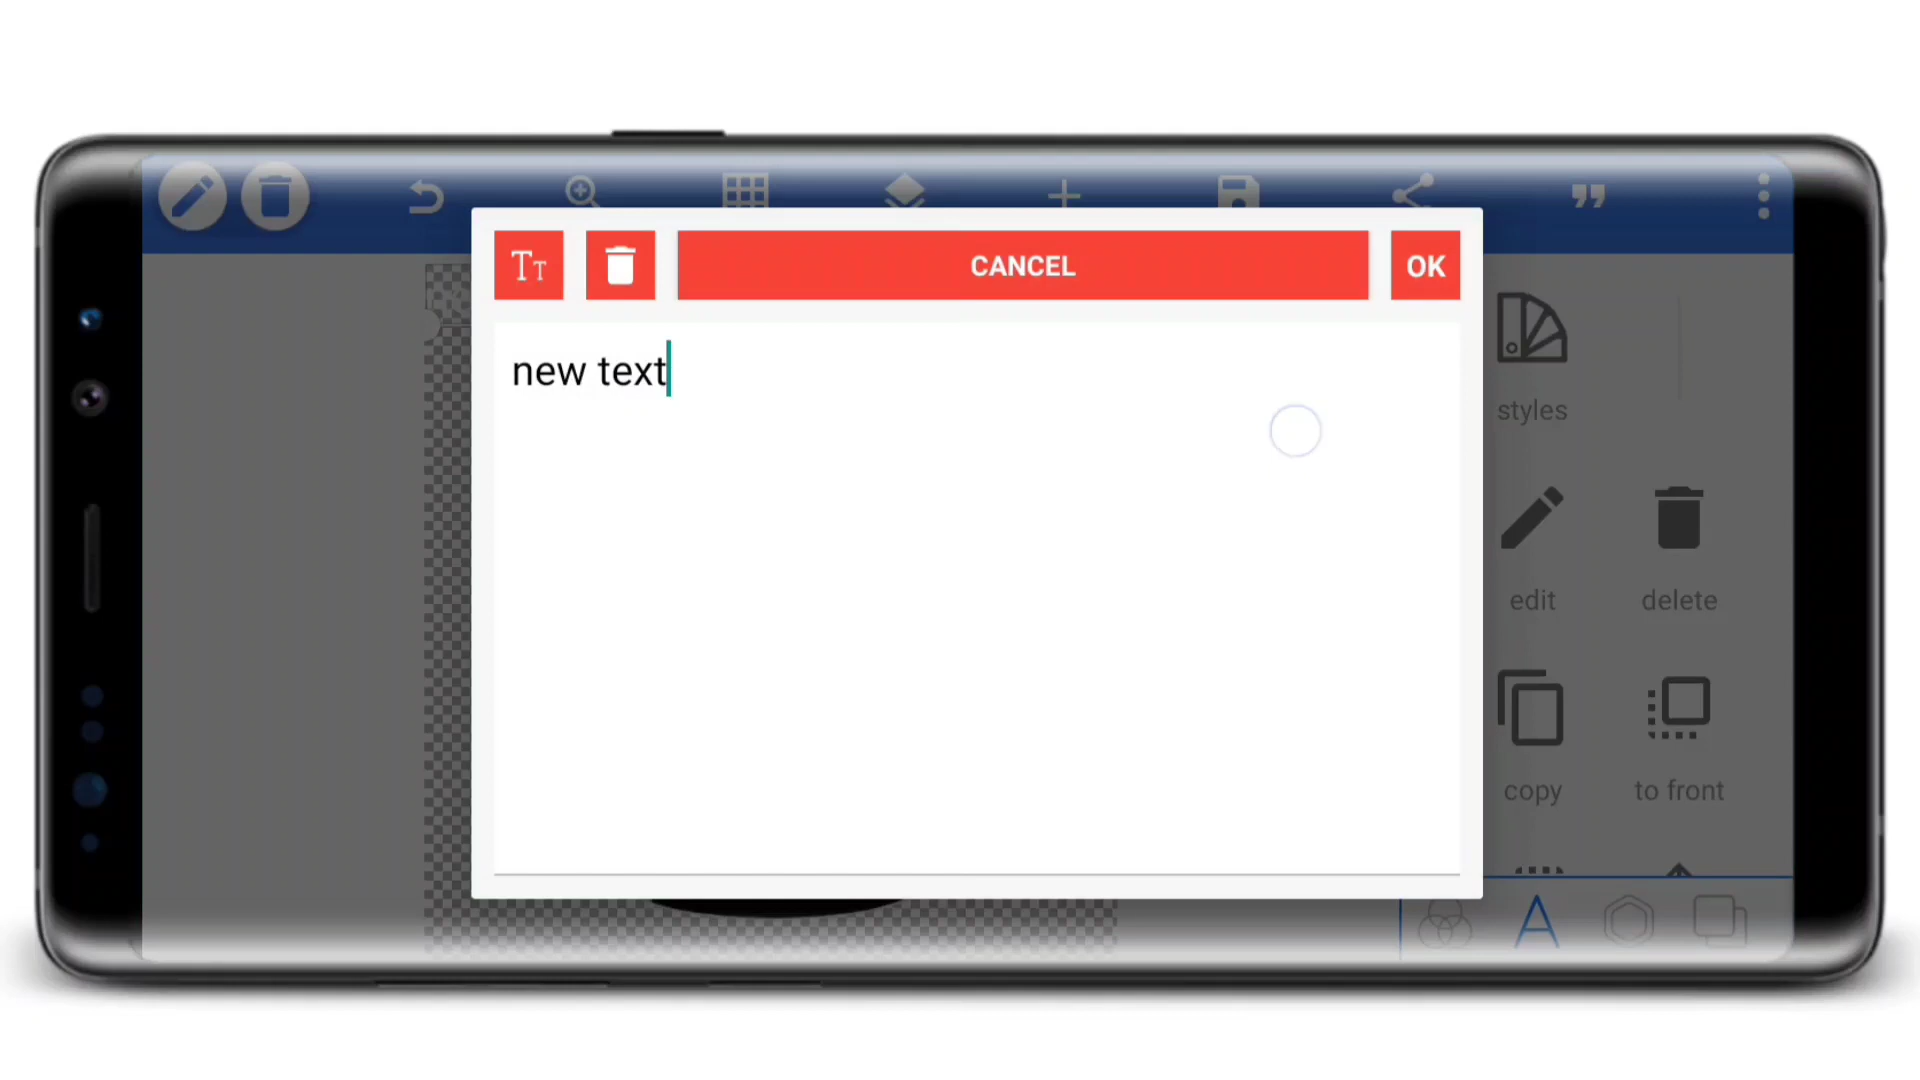 Tт
CANCEL
OK
new text
styles
edit
delete
copy
to front
A